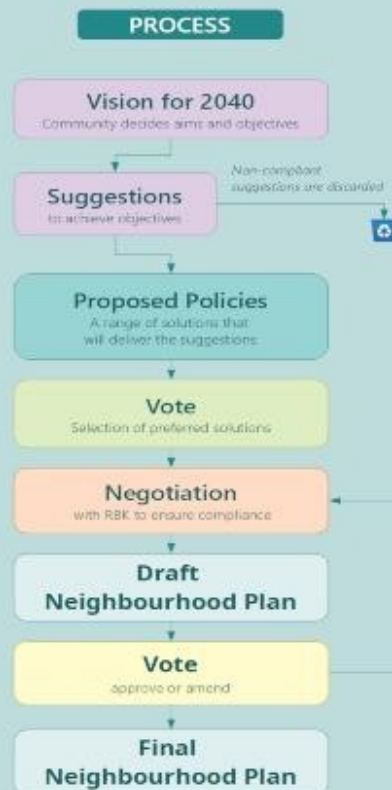 PROCESS
Vision for 2040
Community decides aims and objectives
Suggestions
to achieve objectives
Non-compliant
suggestions are discarded
Proposed Policies
A range of solutions that
will deliver the suggestions
Vote
Selection of preferred solutions
Negotiation
with RBK to ensure compliance
Draft
Neighbourhood Plan
Vote
approve or amend
Final
Neighbourhood Plan